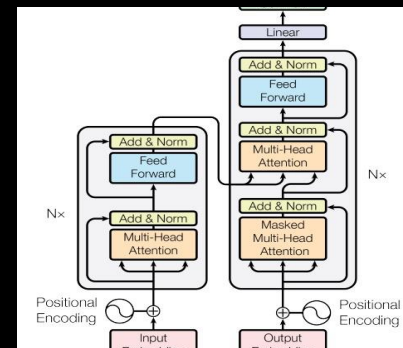 Linear
Add & Norm
Feed
Forward
Add & Norm
Multi-Head
Attention
Add & Norm
Masked
Multi-Head
Attention
Nx
Add & Norm
Feed
Forward
Add & Norm
Multi-Head
Attention
Nx
Positional
Encoding
Positional
Encoding
Input
Output